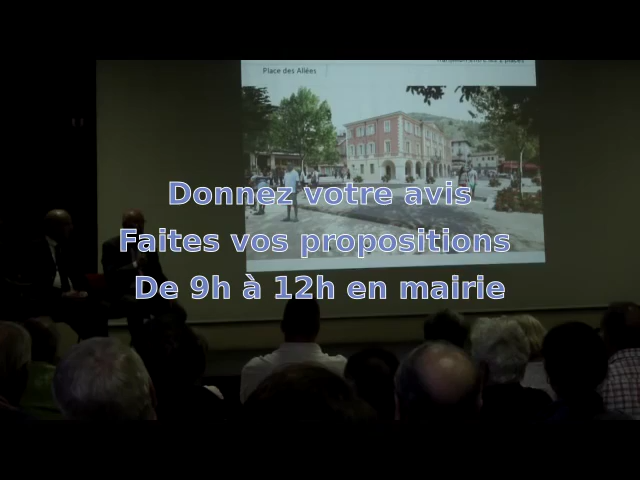 Place des Allées
Donnez votre avis
Faites vos propositions
De 9h à 12h en mairie